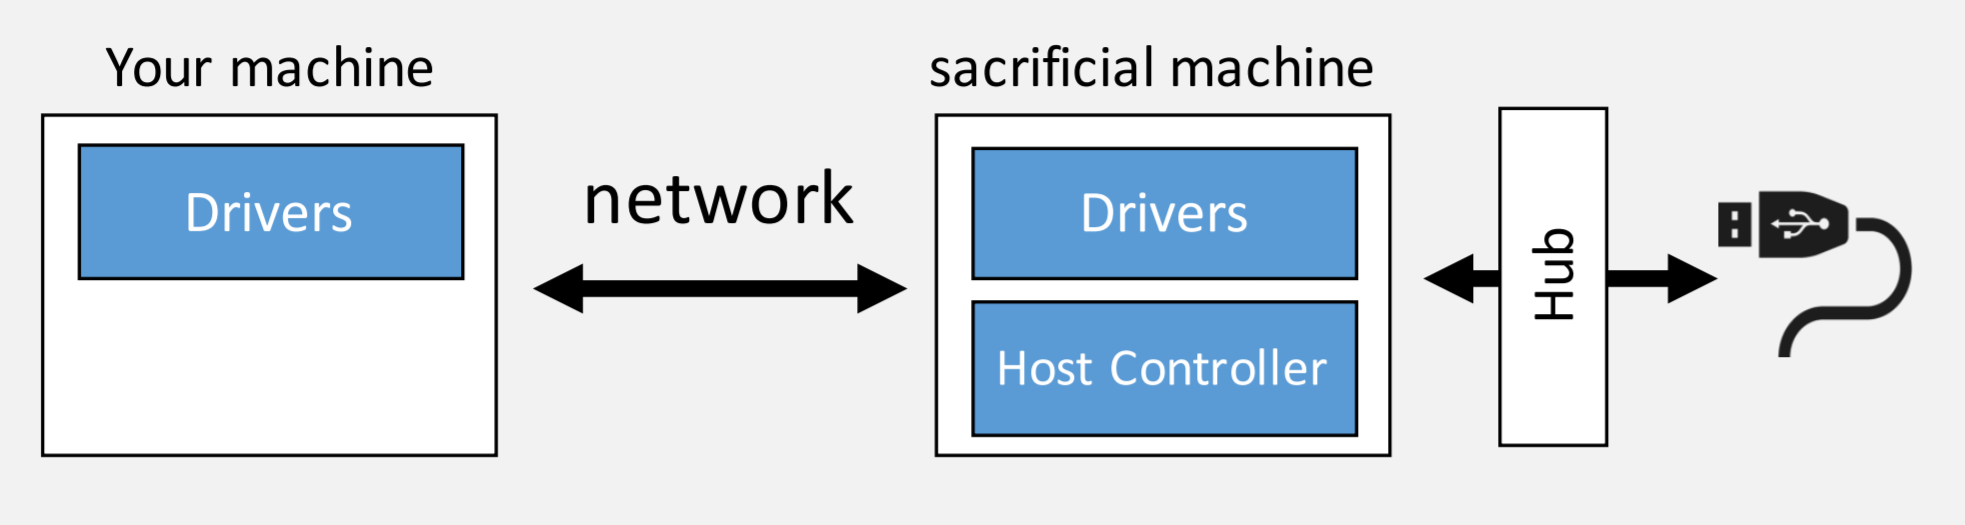 Your machine
sacrificial machine
Drivers
network
Drivers
Host Controller
Hub